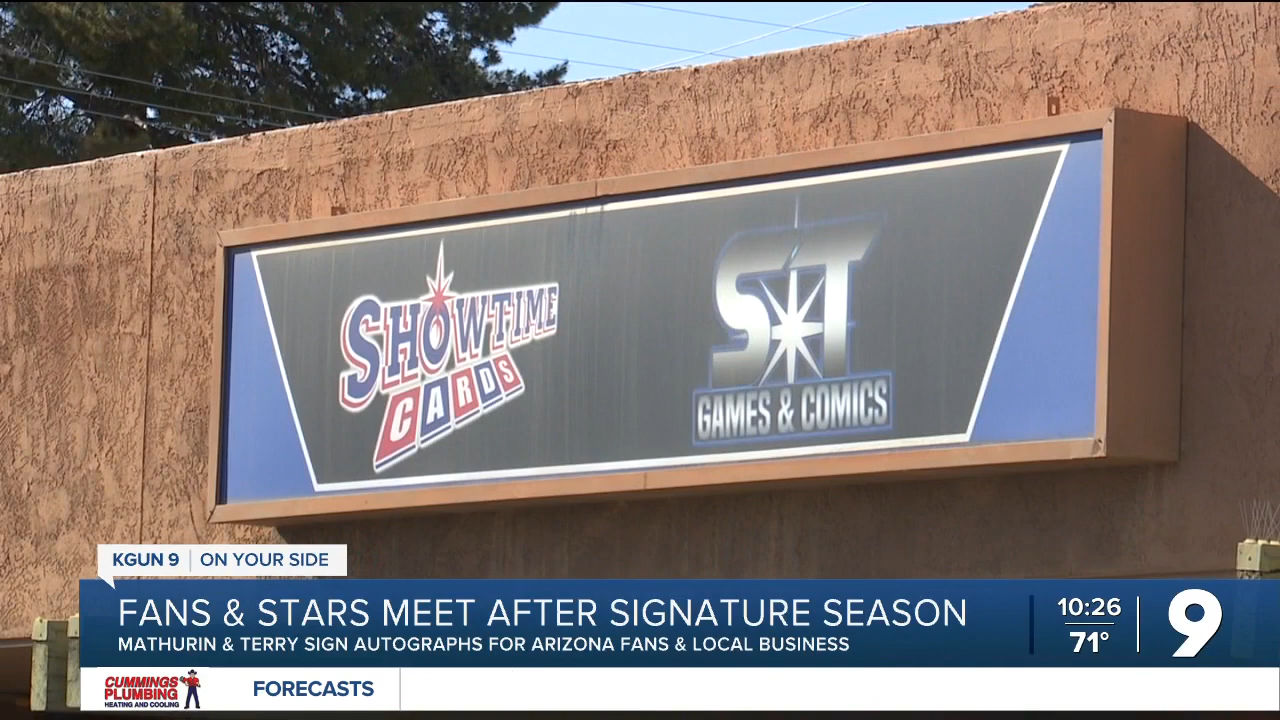 SHOWTIME
CARDS
ST
GAMES & COMICS
KGUN 9 | ON YOUR SIDE
FANS & STARS MEET AFTER SIGNATURE SEASON
MATHURIN & TERRY SIGN AUTOGRAPHS FOR ARIZONA FANS & LOCAL BUSINESS
10:26
71°
9
CUMMINGS
PLUMBING
HEATING AND COOLING
FORECASTS